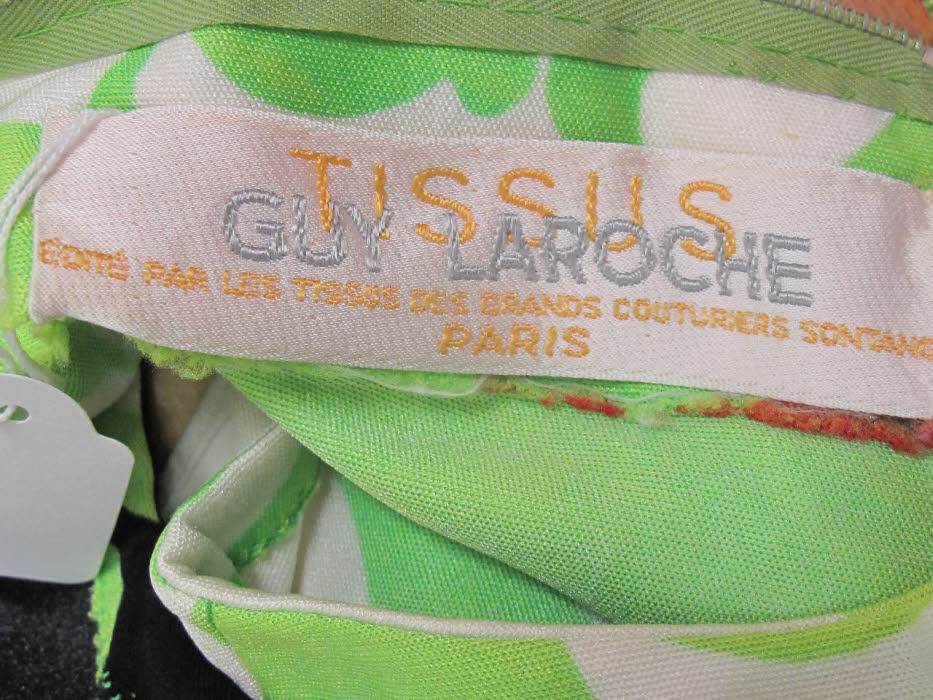 TISSUS
GUY LAROCHE
ÉDITÉ PAR LES TISSUS DES GRANDS COUTURIERS SONTANG
PARIS